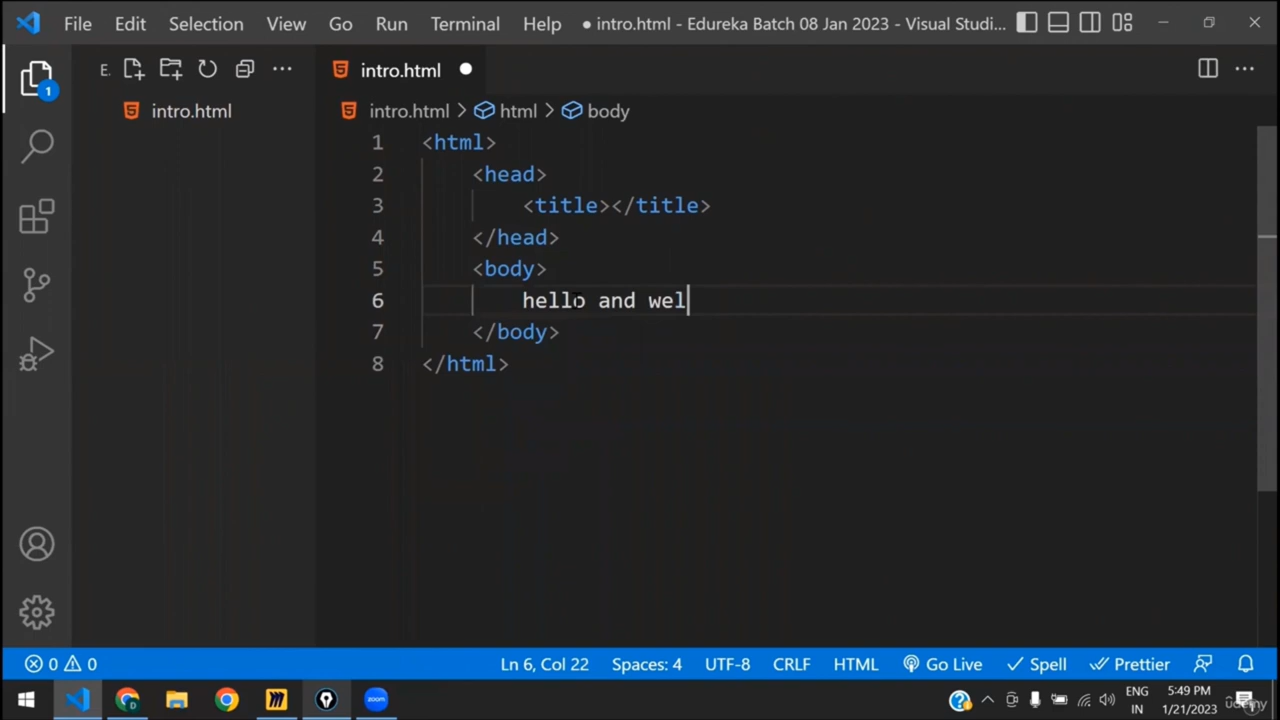 File Edit Selection View Go Run Terminal Help ● intro.html - Edureka Batch 08 Jan 2023 - Visual Studi...
E. intro.html ●
1
intro.html intro.html > html > body
1 <html>
2 <head>
3 <title></title>
4 </head>
5 <body>
6 hello and wel
7 </body>
8 </html>
0 0 Ln 6, Col 22 Spaces: 4 UTF-8 CRLF HTML Go Live Spell Prettier
D zoom ENG 5:49 PM
IN 1/21/2023
udemy